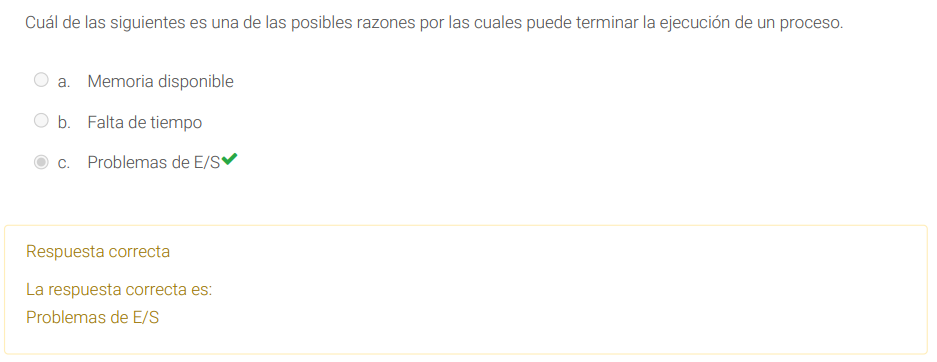 Cuál de las siguientes es una de las posibles razones por las cuales puede terminar la ejecución de un proceso.
a. Memoria disponible
b. Falta de tiempo
c. Problemas de E/S
Respuesta correcta
La respuesta correcta es:
Problemas de E/S